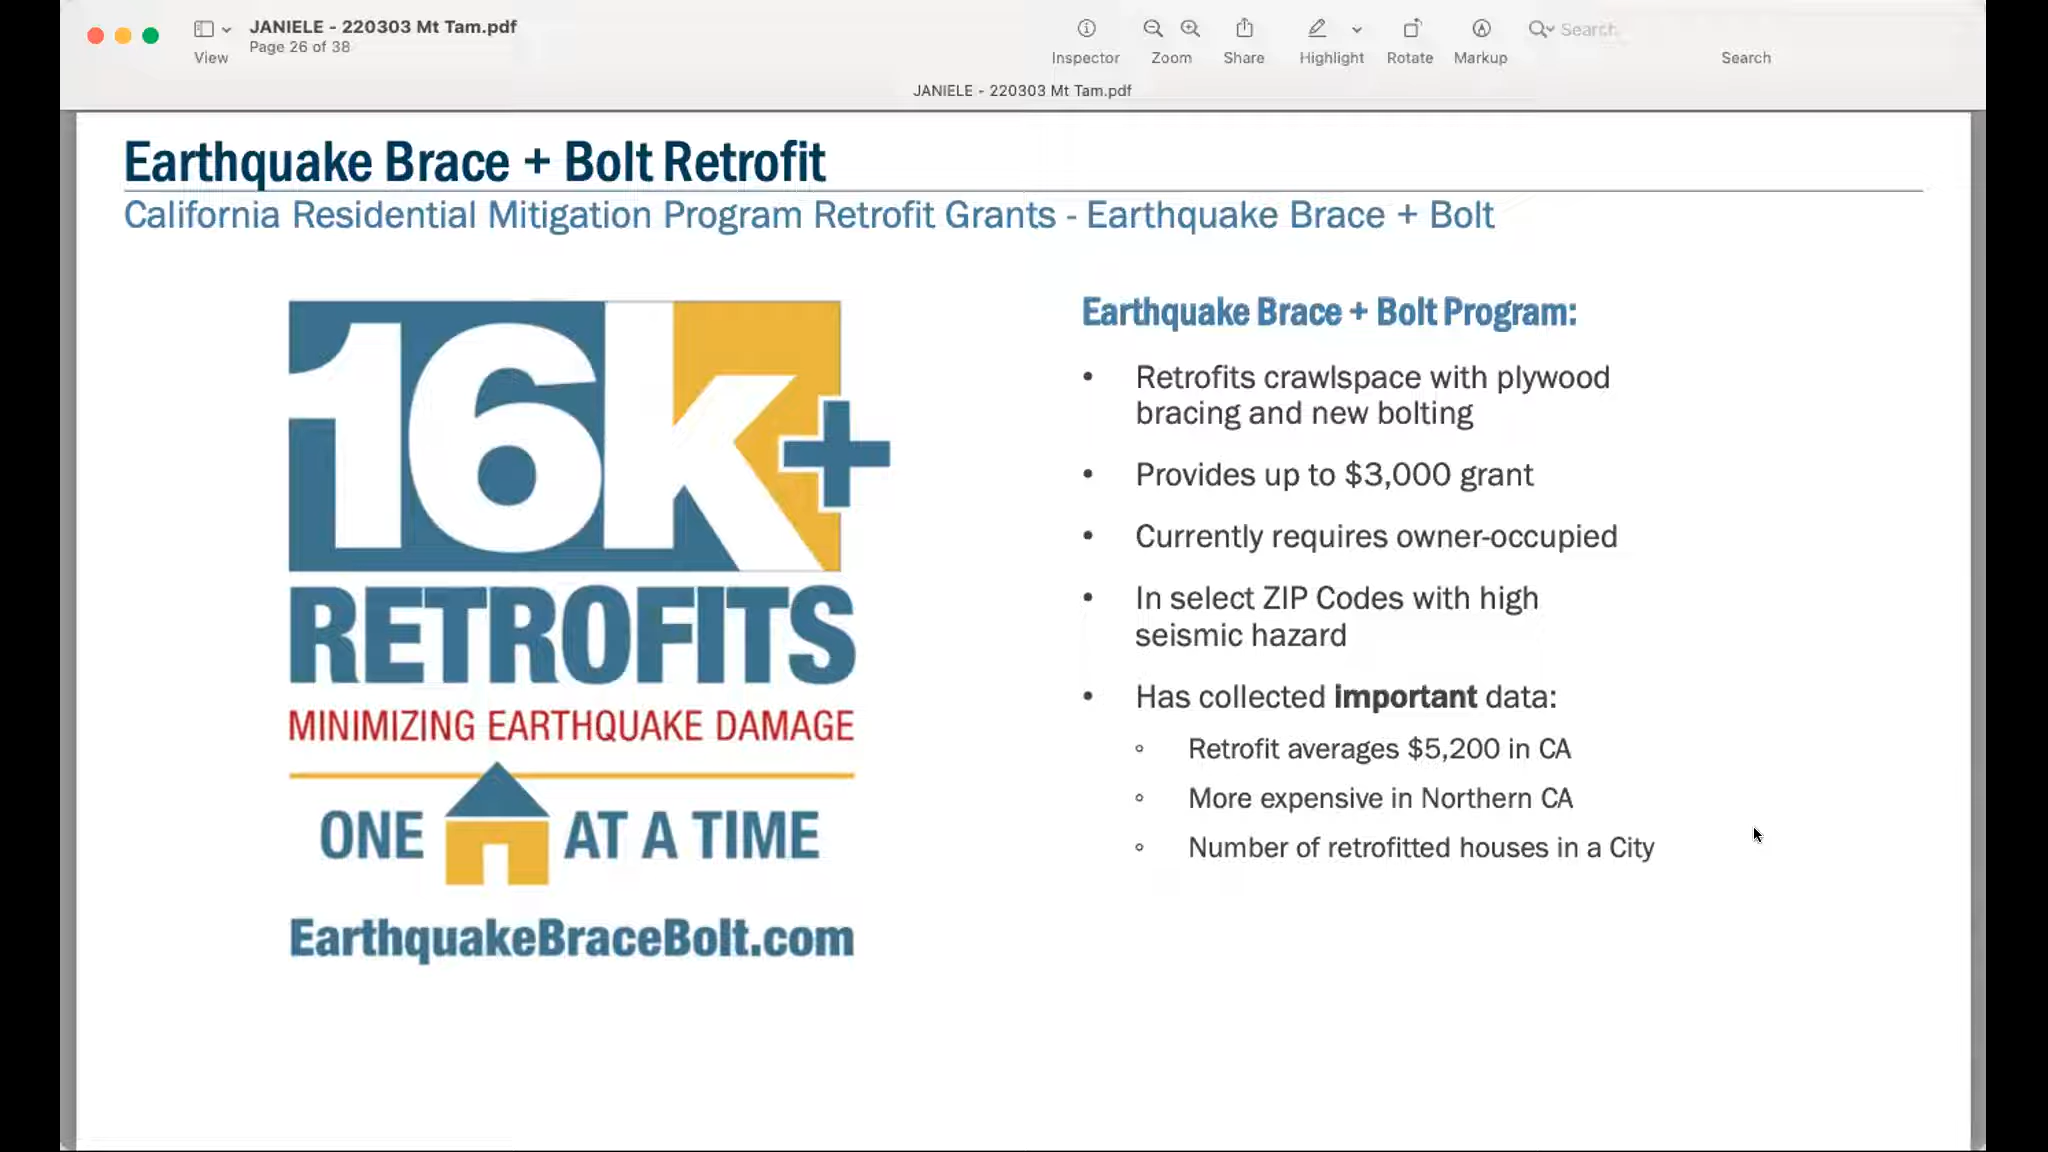 JANIELE - 220303 Mt Tam.pdf
Page 26 of 38
View
Inspector
Zoom
Share
Highlight
Rotate
Markup
Search
Search
JANIELE - 220303 Mt Tam.pdf
Earthquake Brace + Bolt Retrofit
California Residential Mitigation Program Retrofit Grants - Earthquake Brace + Bolt
16k+
RETROFITS
MINIMIZING EARTHQUAKE DAMAGE
ONE AT A TIME
EarthquakeBraceBolt.com
Earthquake Brace + Bolt Program:
• Retrofits crawlspace with plywood
bracing and new bolting
• Provides up to $3,000 grant
• Currently requires owner-occupied
• In select ZIP Codes with high
seismic hazard
• Has collected important data:
◦ Retrofit averages $5,200 in CA
◦ More expensive in Northern CA
◦ Number of retrofitted houses in a City